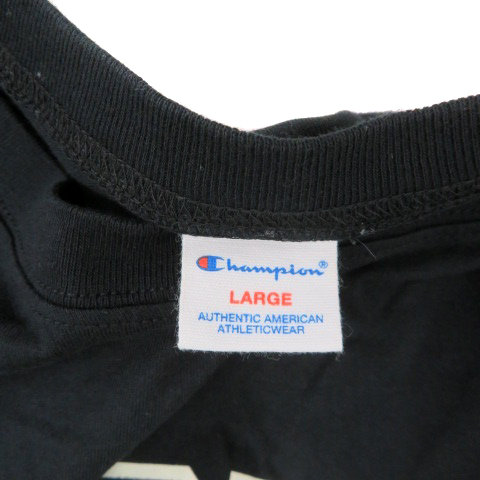 Champion®
LARGE
AUTHENTIC AMERICAN
ATHLETICWEAR